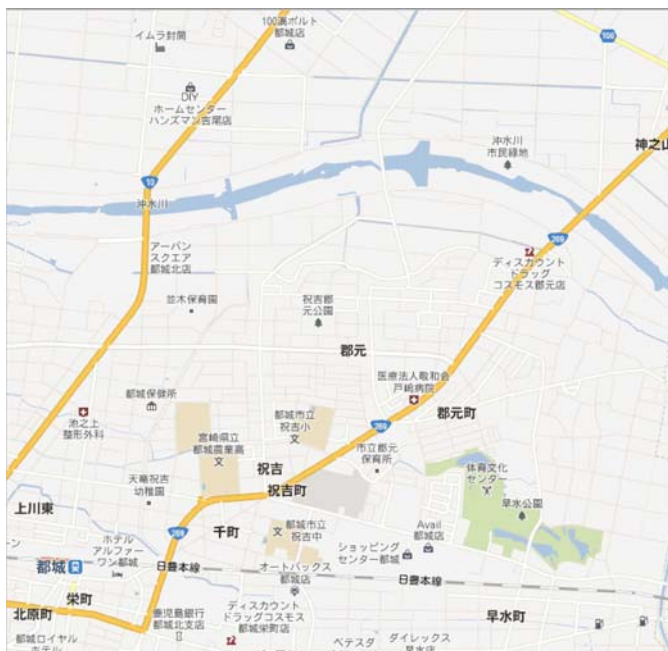 100満ボルト
都城店
イムラ封筒
108
DIY
ホームセンター
ハンズマン吉尾店
神之山
沖水川
市民緑地
10
沖水川
269
アーバン
スクエア
都城北店
ディスカウント
ドラッグ
コスモス郡元店
並木保育園
祝吉郡
元公園
郡元
医療法人敬和会
戸嶋病院
都城保健所
郡元町
池之上
整形外科
都城市立
祝吉小
269
宮崎県立
都城農業高
市立郡元
保育所
祝吉
体育文化
センター
天竜祝吉
幼稚園
祝吉町
早水公園
上川東
269
千町
都城市立
祝吉中
Avail
都城店
ーン
ホテル
アルファー
ワン都城
ショッピング
センター都城
都城
日豊本線
オートバックス
都城店
日豊本線
栄町
北原町
鹿児島銀行
都城北支店
ディスカウント
ドラッグコスモス
都城栄町店
早水町
都城ロイヤル
ホテル
ベテスダ
ダイレックス
早水店